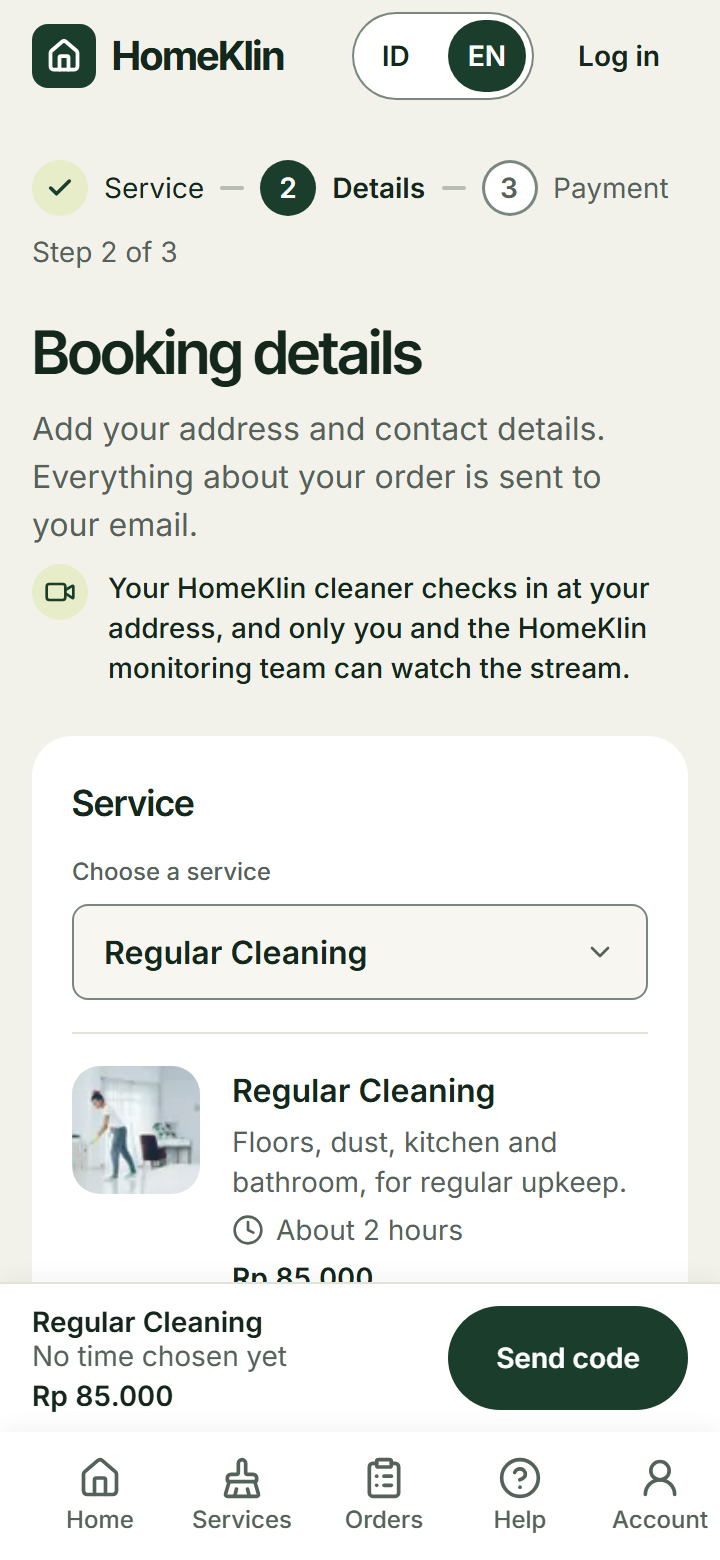 HomeKlin
ID EN
Log in
Service
2 Details
3 Payment
Step 2 of 3
Booking details
Add your address and contact details.
Everything about your order is sent to
your email.
Your HomeKlin cleaner checks in at your
address, and only you and the HomeKlin
monitoring team can watch the stream.
Service
Choose a service
Regular Cleaning
Regular Cleaning
Floors, dust, kitchen and
bathroom, for regular upkeep.
About 2 hours
Rp 85.000
Regular Cleaning
No time chosen yet
Rp 85.000
Send code
Home
Services
Orders
Help
Account